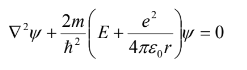 ∇²ψ + 2m/ħ² (E + e²/4πε₀r)ψ = 0